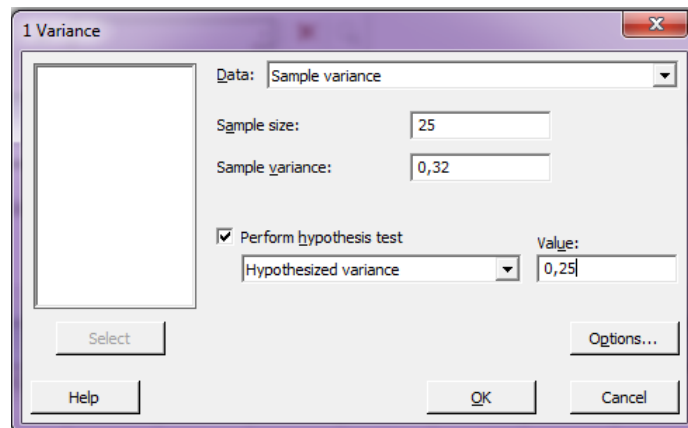 1 Variance
Data: Sample variance
Sample size: 25
Sample variance: 0,32
Perform hypothesis test
Value:
Hypothesized variance 0,25
Select
Options...
Help OK Cancel